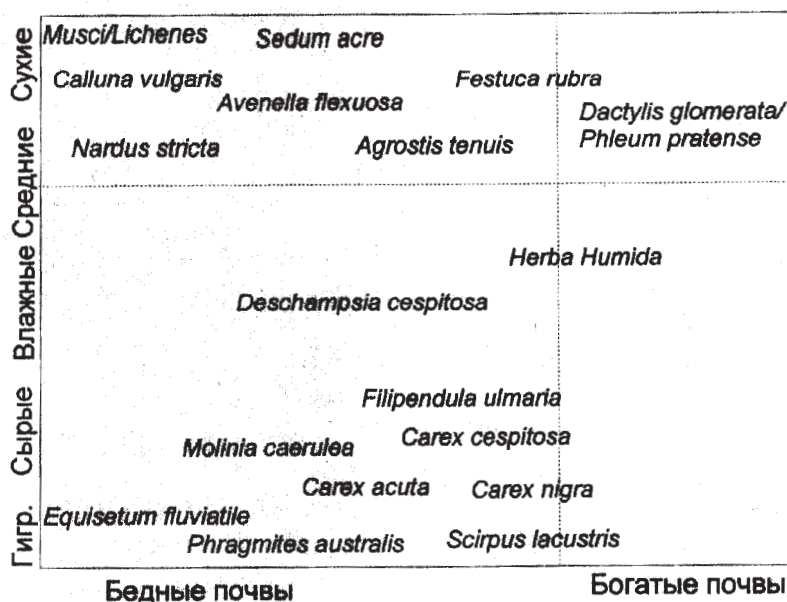 Musci/Lichenes
Sedum acre
Calluna vulgaris
Festuca rubra
Avenella flexuosa
Dactylis glomerata/
Phleum pratense
Nardus stricta
Agrostis tenuis
Herba Humida
Deschampsia cespitosa
Filipendula ulmaria
Carex cespitosa
Molinia caerulea
Carex acuta
Carex nigra
Equisetum fluviatile
Phragmites australis
Scirpus lacustris
Сухие
Средние
Влажные
Сырые
Гигр.
Бедные почвы
Богатые почвы